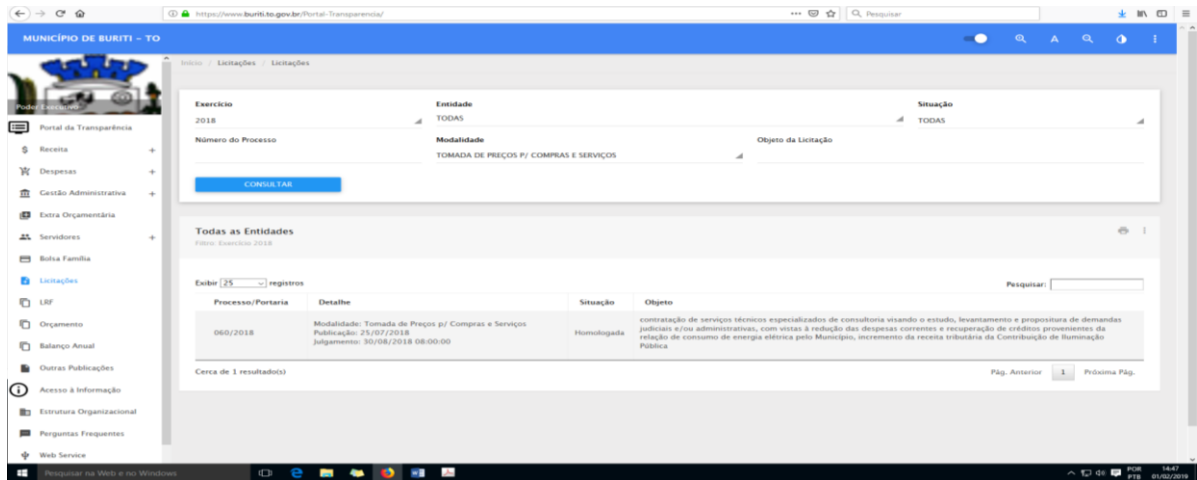 https://www.buriti.to.gov.br/Portal-Transparencia/
Pesquisar
MUNICÍPIO DE BURITI - TO
A
Início / Licitações / Licitações
Poder Executivo
Portal da Transparência
Receita
Despesas
Gestão Administrativa
Extra Orçamentária
Servidores
Bolsa Família
Licitações
LRF
Orçamento
Balanço Anual
Outras Publicações
Acesso à Informação
Estrutura Organizacional
Perguntas Frequentes
Web Service
Exercício
2018
Entidade
TODAS
Situação
TODAS
Número do Processo
Modalidade
TOMADA DE PREÇOS P/ COMPRAS E SERVIÇOS
Objeto da Licitação
CONSULTAR
Todas as Entidades
Filtro: Exercício 2018
Exibir 25 registros
Pesquisar:
Processo/Portaria Detalhe Situação Objeto
060/2018
Modalidade: Tomada de Preços p/ Compras e Serviços
Publicação: 25/07/2018
Julgamento: 30/08/2018 08:00:00
Homologada
contratação de serviços técnicos especializados de consultoria visando o estudo, levantamento e propositura de demandas
judiciais e/ou administrativas, com vistas à redução das despesas correntes e recuperação de créditos provenientes da
relação de consumo de energia elétrica pelo Município, incremento da receita tributária da Contribuição de Iluminação
Pública
Cerca de 1 resultado(s)
Pág. Anterior 1 Próxima Pág.
Pesquisar na Web e no Windows
POR
PTB
14:47
01/02/2019